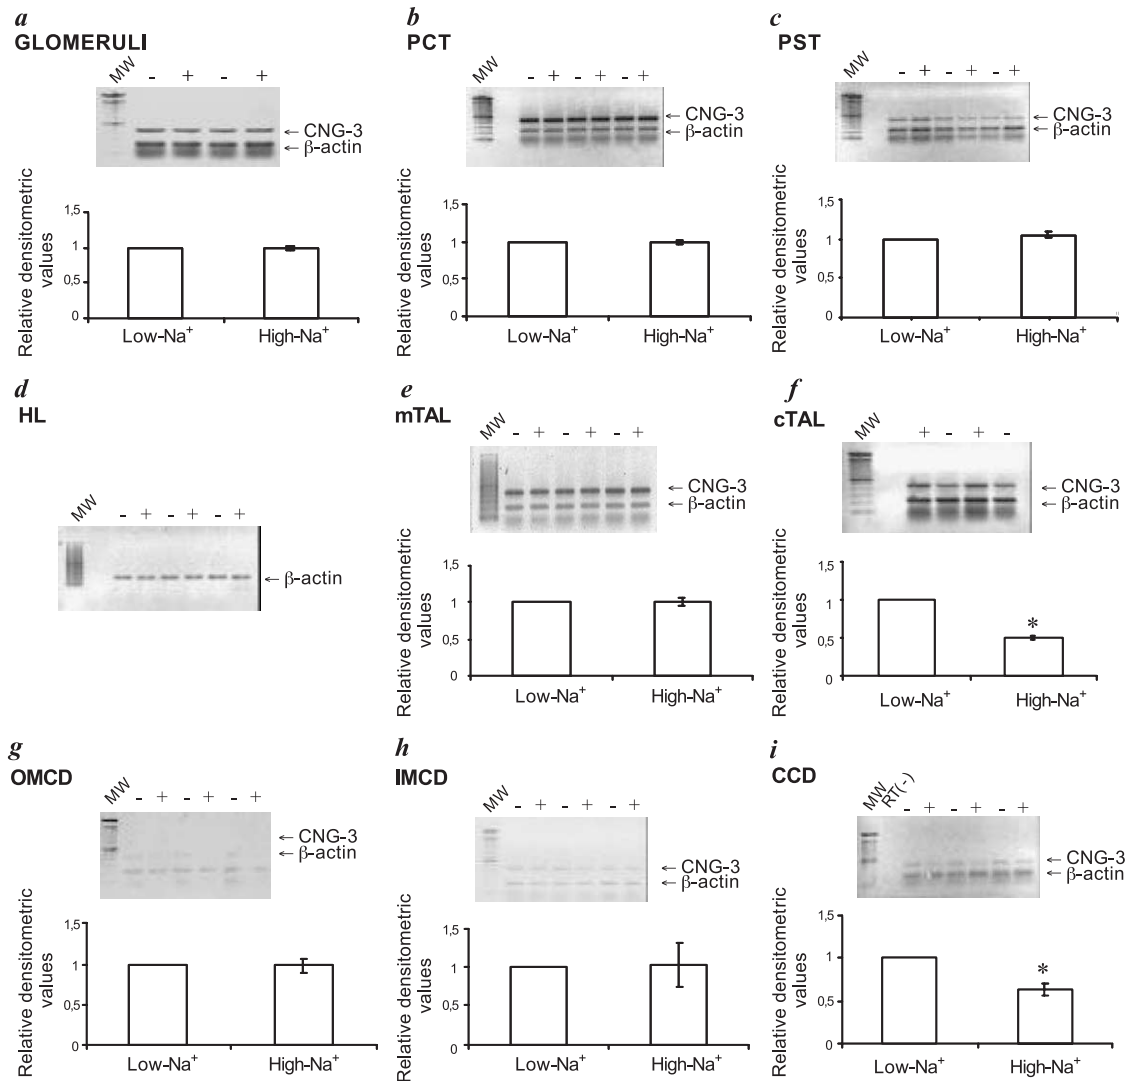 a
GLOMERULI
MW - + - +
← CNG-3
← β-actin
Relative densitometric
values
1,5
1
0,5
0
Low-Na⁺ High-Na⁺
b
PCT
MW - + - + - +
← CNG-3
← β-actin
Relative densitometric
values
1,5
1
0,5
0
Low-Na⁺ High-Na⁺
c
PST
MW - + - + - +
← CNG-3
← β-actin
Relative densitometric
values
1,5
1
0,5
0
Low-Na⁺ High-Na⁺
d
HL
MW - + - + - +
← β-actin
e
mTAL
MW - + - + - +
← CNG-3
← β-actin
Relative densitometric
values
1,5
1
0,5
0
Low-Na⁺ High-Na⁺
f
cTAL
MW + - + -
← CNG-3
← β-actin
Relative densitometric
values
1,5
1
0,5
0
*
Low-Na⁺ High-Na⁺
g
OMCD
MW - + - + - +
← CNG-3
← β-actin
Relative densitometric
values
1,5
1
0,5
0
Low-Na⁺ High-Na⁺
h
IMCD
MW - + - + - +
← CNG-3
← β-actin
Relative densitometric
values
1,5
1
0,5
0
Low-Na⁺ High-Na⁺
i
CCD
MW RT(-) - + - + - +
← CNG-3
← β-actin
Relative densitometric
values
1,5
1
0,5
0
*
Low-Na⁺ High-Na⁺